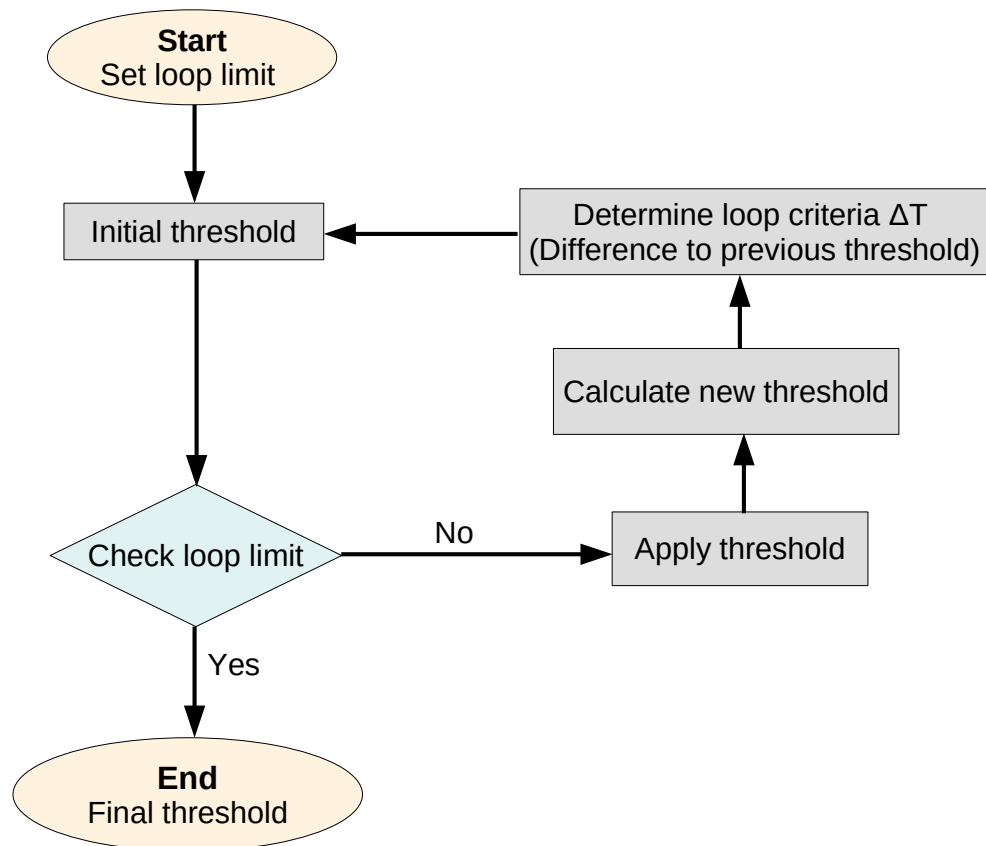 Start
Set loop limit
Initial threshold
Determine loop criteria ΔT
(Difference to previous threshold)
Calculate new threshold
Check loop limit
No
Apply threshold
Yes
End
Final threshold